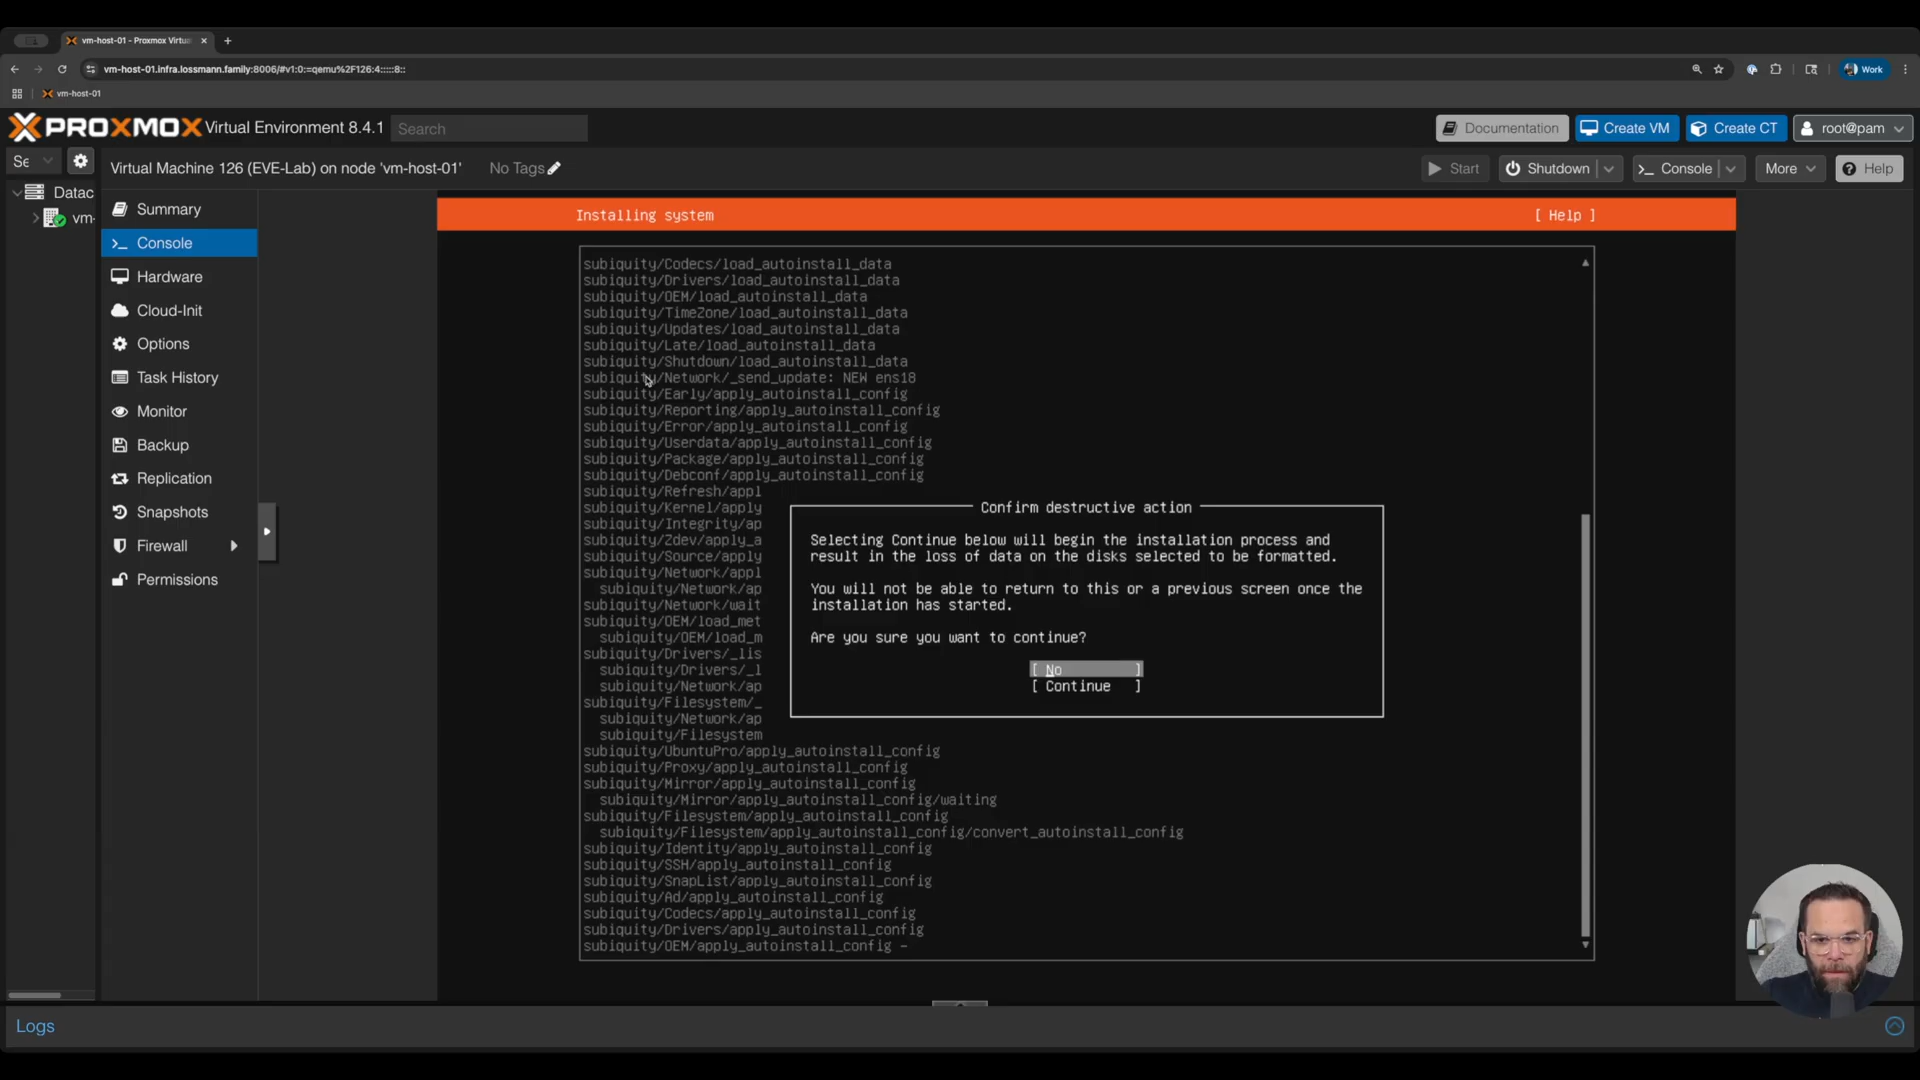 vm-host-01 - Proxmox Virtu
vm-host-01.infra.lossmann.family:8006/#v1:0:=qemu%2F126:4:::::8::
Work
vm-host-01
PROXMOX Virtual Environment 8.4.1
Search
Documentation
Create VM
Create CT
root@pam
Se
Virtual Machine 126 (EVE-Lab) on node 'vm-host-01'
No Tags
Start
Shutdown
Console
More
Help
Datac
vm-
Summary
Console
Hardware
Cloud-Init
Options
Task History
Monitor
Backup
Replication
Snapshots
Firewall
Permissions
Installing system
[ Help ]
subiquity/Codecs/load_autoinstall_data
subiquity/Drivers/load_autoinstall_data
subiquity/OEM/load_autoinstall_data
subiquity/TimeZone/load_autoinstall_data
subiquity/Updates/load_autoinstall_data
subiquity/Late/load_autoinstall_data
subiquity/Shutdown/load_autoinstall_data
subiquity/Network/_send_update: NEW ens18
subiquity/Early/apply_autoinstall_config
subiquity/Reporting/apply_autoinstall_config
subiquity/Error/apply_autoinstall_config
subiquity/Userdata/apply_autoinstall_config
subiquity/Package/apply_autoinstall_config
subiquity/Debconf/apply_autoinstall_config
subiquity/Refresh/appl
subiquity/Kernel/apply
subiquity/Integrity/ap
subiquity/Zdev/apply_a
subiquity/Source/apply
subiquity/Network/appl
subiquity/Network/ap
subiquity/Network/wait
subiquity/OEM/load_met
subiquity/OEM/load_m
subiquity/Drivers/_lis
subiquity/Drivers/_l
subiquity/Network/ap
subiquity/Filesystem/_
subiquity/Network/ap
subiquity/Filesystem
subiquity/UbuntuPro/apply_autoinstall_config
subiquity/Proxy/apply_autoinstall_config
subiquity/Mirror/apply_autoinstall_config
subiquity/Mirror/apply_autoinstall_config/waiting
subiquity/Filesystem/apply_autoinstall_config
subiquity/Filesystem/apply_autoinstall_config/convert_autoinstall_config
subiquity/Identity/apply_autoinstall_config
subiquity/SSH/apply_autoinstall_config
subiquity/SnapList/apply_autoinstall_config
subiquity/Ad/apply_autoinstall_config
subiquity/Codecs/apply_autoinstall_config
subiquity/Drivers/apply_autoinstall_config
subiquity/OEM/apply_autoinstall_config -
Confirm destructive action
Selecting Continue below will begin the installation process and
result in the loss of data on the disks selected to be formatted.
You will not be able to return to this or a previous screen once the
installation has started.
Are you sure you want to continue?
[ No ]
[ Continue ]
Logs